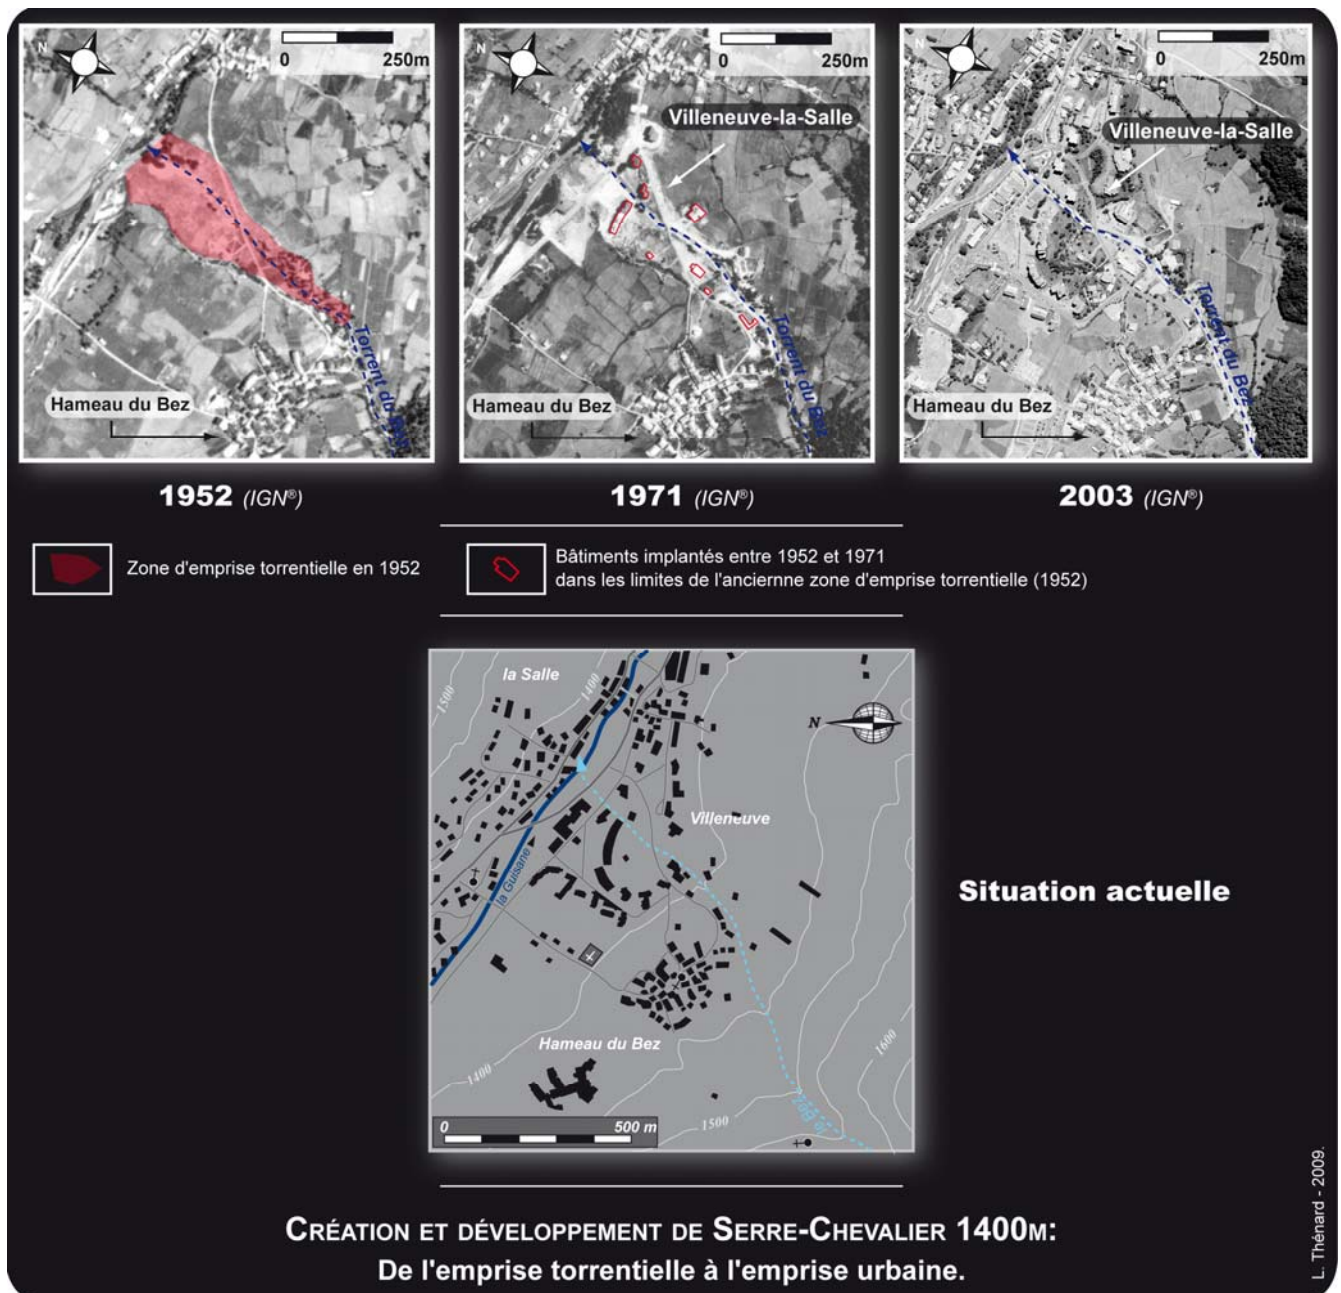 N
0
250m
Torrent du Bez
Hameau du Bez
N
0
250m
Villeneuve-la-Salle
Torrent du Bez
Hameau du Bez
N
0
250m
Villeneuve-la-Salle
Torrent du Bez
Hameau du Bez
1952 (IGN®)
1971 (IGN®)
2003 (IGN®)
Zone d'emprise torrentielle en 1952
Bâtiments implantés entre 1952 et 1971
dans les limites de l'anciernne zone d'emprise torrentielle (1952)
la Salle
1500
1400
N
Villeneuve
la Guisane
Situation actuelle
Hameau du Bez
1400
1600
0
500 m
1500
le Bez
L. Thénard - 2009.
CRÉATION ET DÉVELOPPEMENT DE SERRE-CHEVALIER 1400M:
De l'emprise torrentielle à l'emprise urbaine.